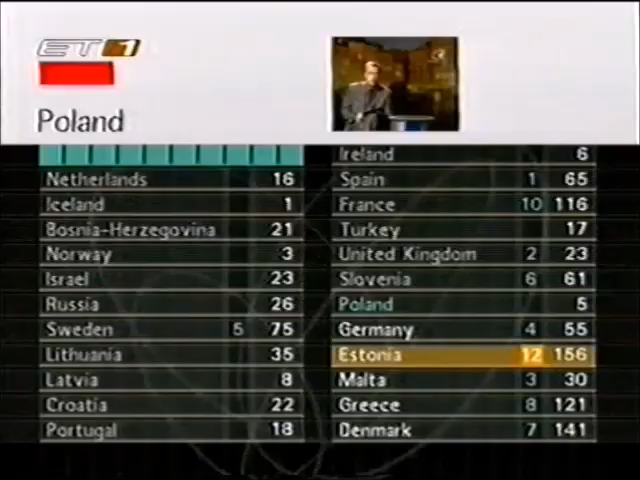 ET 1
Poland
Netherlands 16
Iceland 1
Bosnia-Herzegovina 21
Norway 3
Israel 23
Russia 26
Sweden 5 75
Lithuania 35
Latvia 8
Croatia 22
Portugal 18
Ireland 6
Spain 1 65
France 10 116
Turkey 17
United Kingdom 2 23
Slovenia 6 61
Poland 5
Germany 4 55
Estonia 12 156
Malta 3 30
Greece 8 121
Denmark 7 141